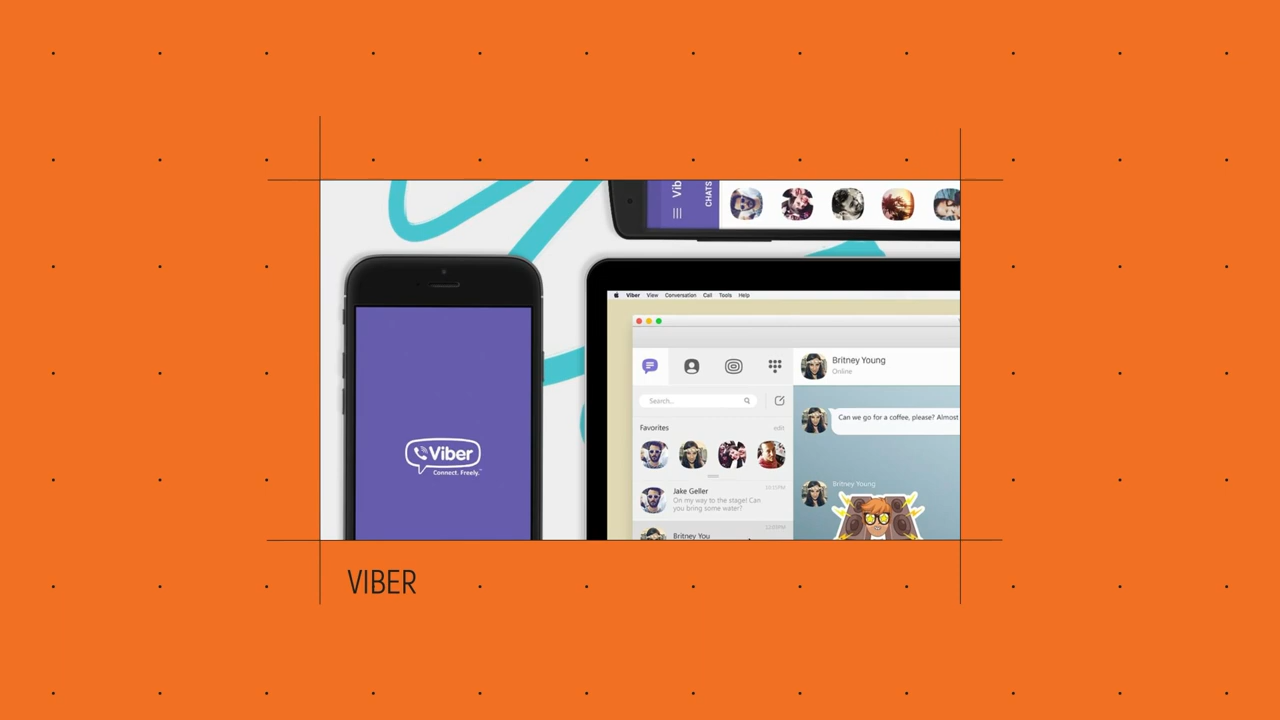 Vib
CHATS
Viber View Conversation Call Tools Help
Britney Young
Online
Search...
Can we go for a coffee, please? Almost
Favorites
edit
Viber
Connect. Freely.™
Britney Young
Jake Geller
On my way to the stage! Can
you bring some water?
Britney You
VIBER